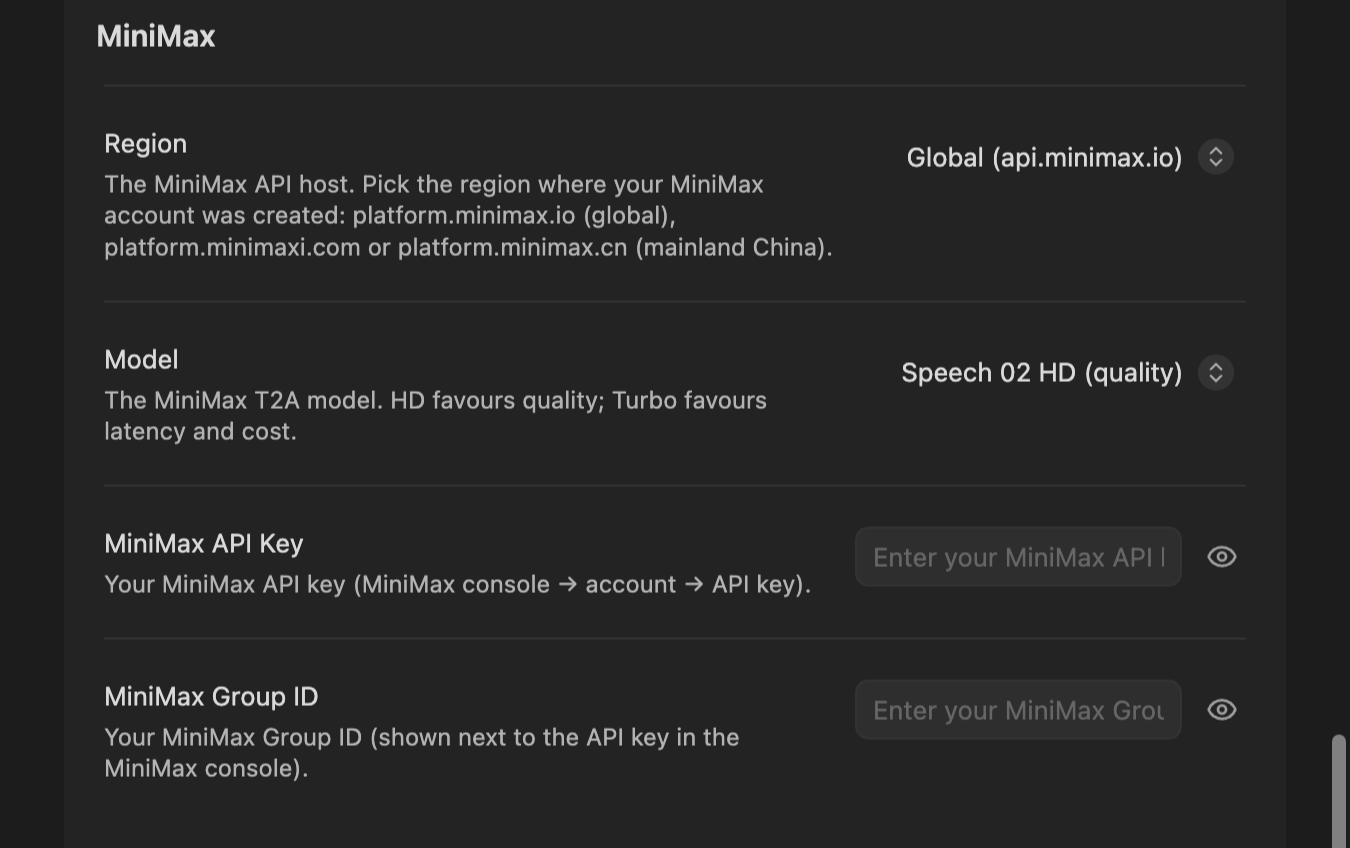 MiniMax
Region
Global (api.minimax.io)
The MiniMax API host. Pick the region where your MiniMax
account was created: platform.minimax.io (global),
platform.minimaxi.com or platform.minimax.cn (mainland China).
Model
Speech 02 HD (quality)
The MiniMax T2A model. HD favours quality; Turbo favours
latency and cost.
MiniMax API Key
Enter your MiniMax API
Your MiniMax API key (MiniMax console → account → API key).
MiniMax Group ID
Enter your MiniMax
Your MiniMax Group ID (shown next to the API key in the
MiniMax console).